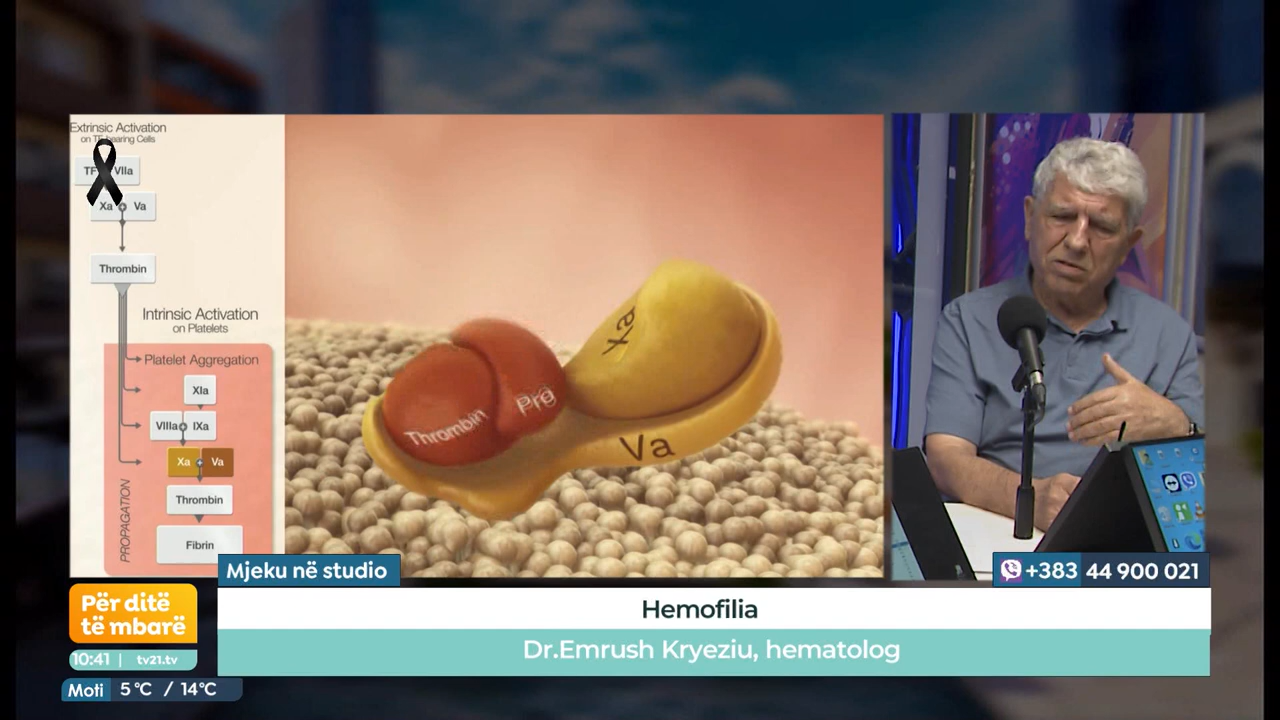 Extrinsic Activation
on TF-bearing Cells
TF VIIa
Xa Va
Thrombin
Intrinsic Activation
on Platelets
Platelet Aggregation
XIa
VIIIa IXa
Xa Va
Thrombin
Fibrin
PROPAGATION
Xa
Thrombin
Pre
Va
Mjeku në studio
+383 44 900 021
Hemofilia
Dr.Emrush Kryeziu, hematolog
Për ditë
të mbarë
10:41 | tv21.tv
Moti 5°C / 14°C